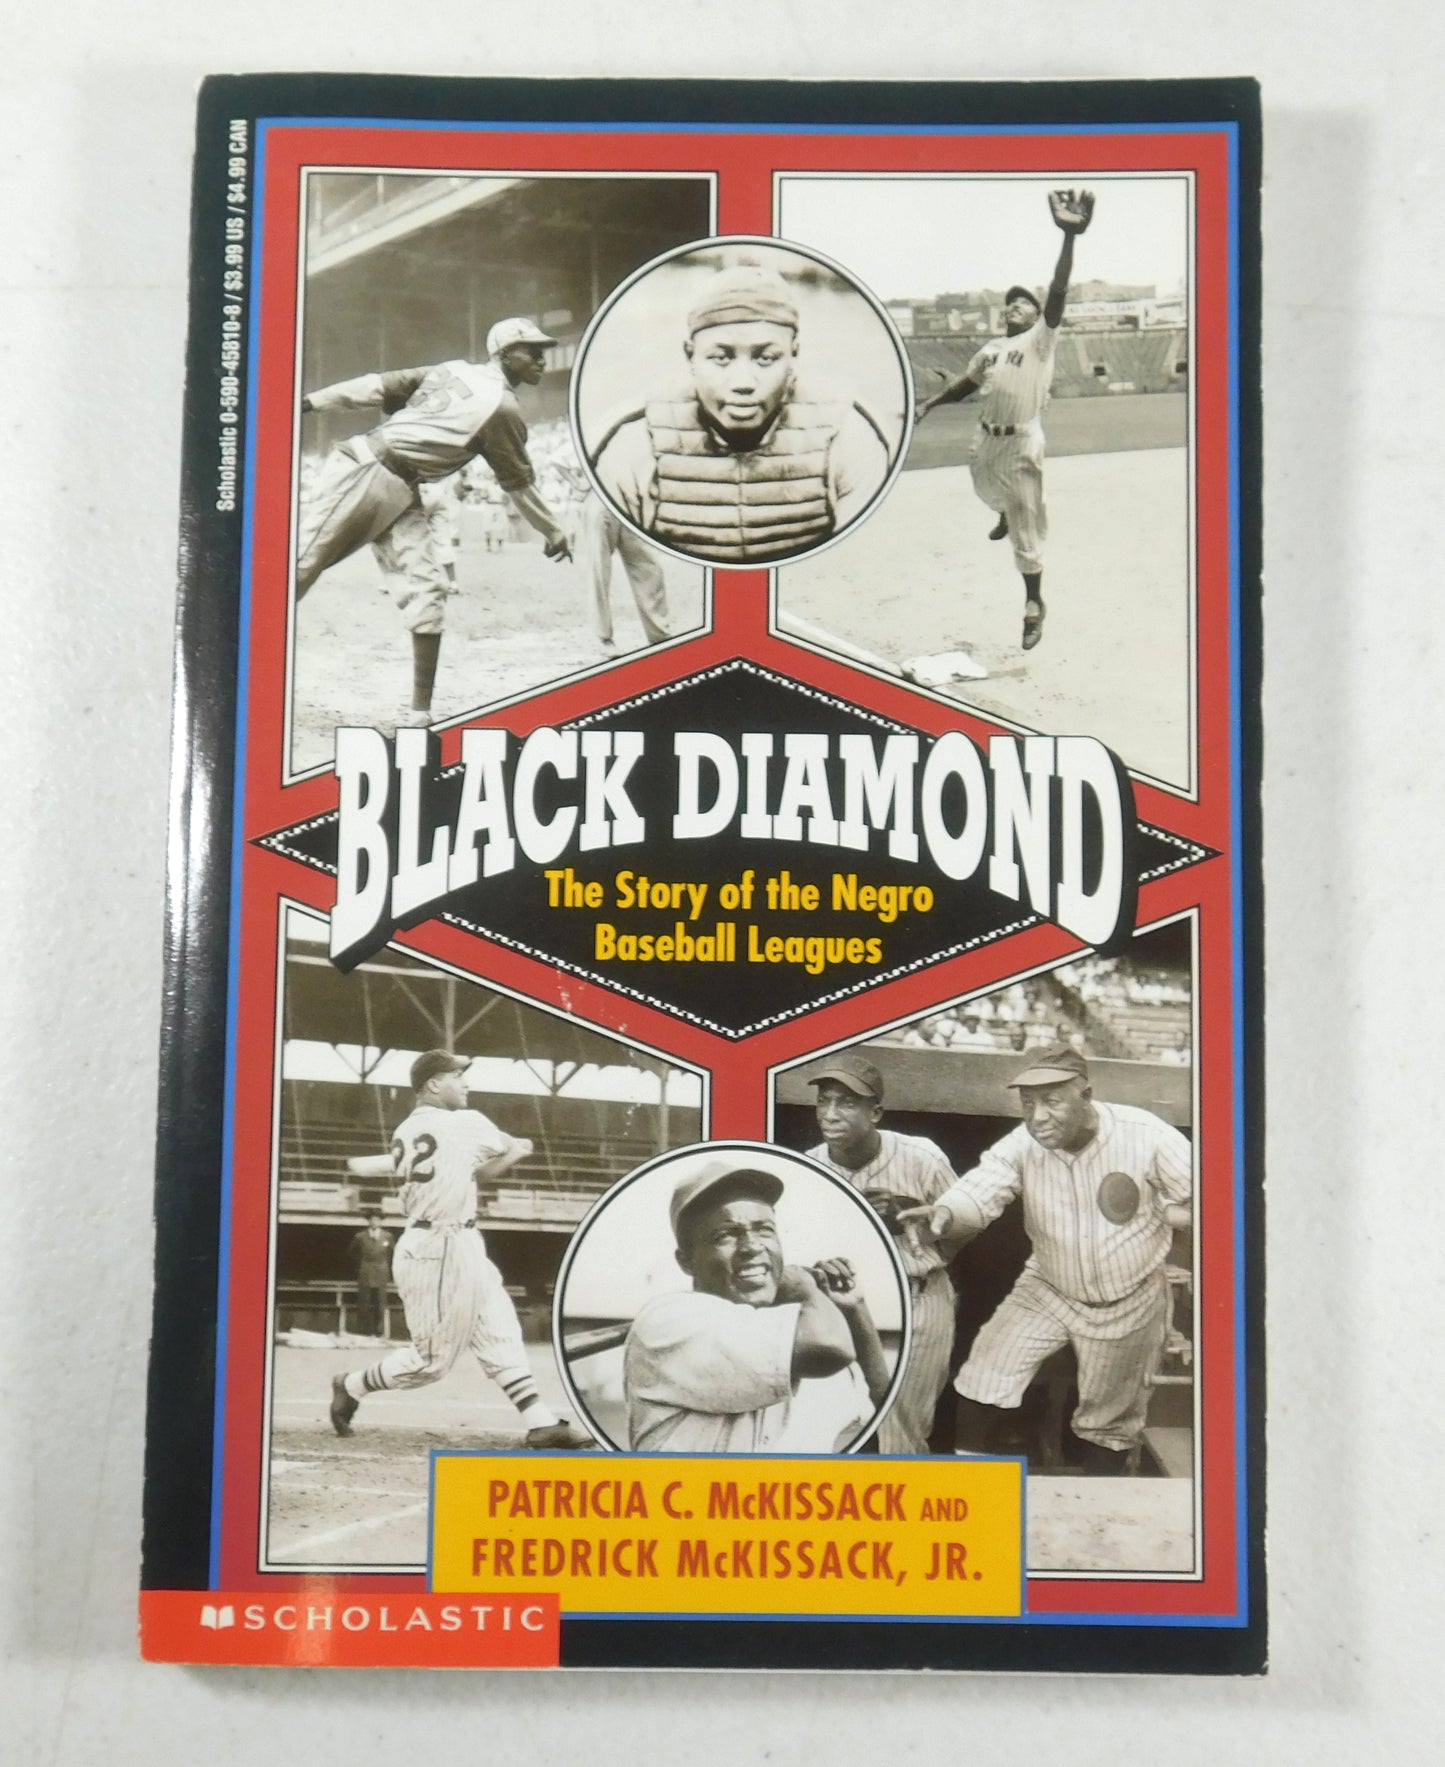 Scholastic 0-590-45810-8 / $3.99 US / $4.99 CAN
BLACK DIAMOND
The Story of the Negro
Baseball Leagues
22
PATRICIA C. McKISSACK AND
FREDRICK McKISSACK, JR.
SCHOLASTIC